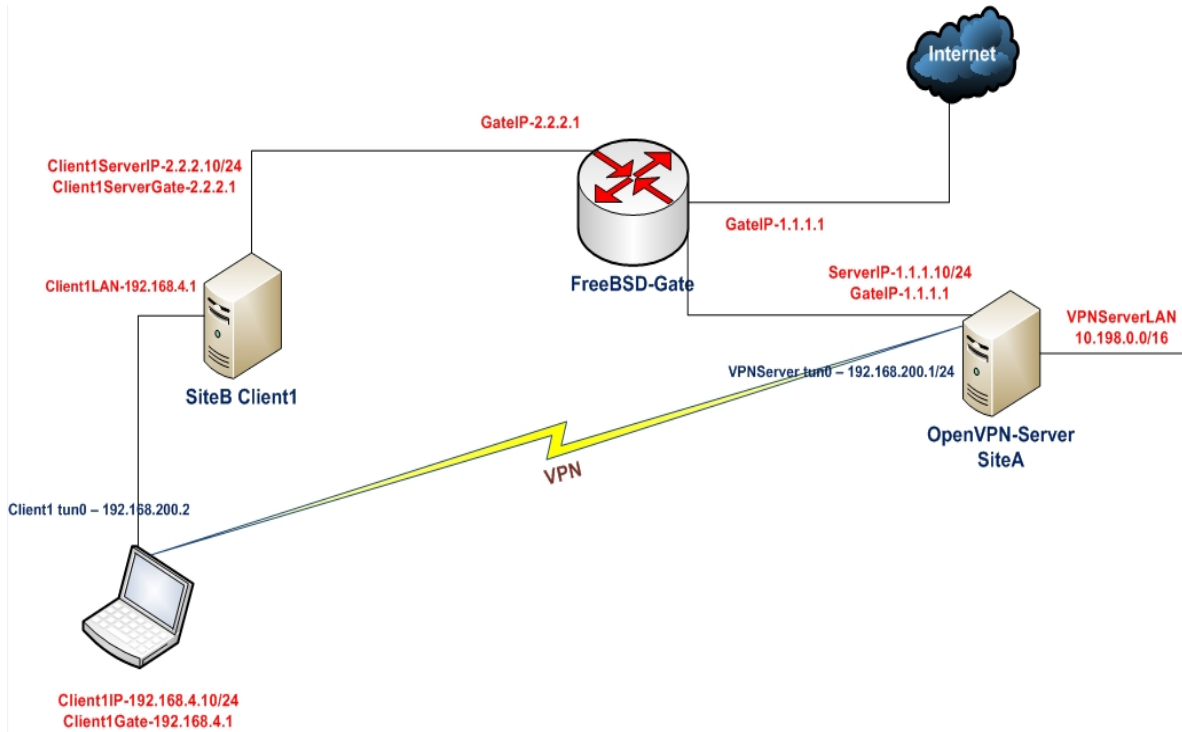 Internet
GateIP-2.2.2.1
Client1ServerIP-2.2.2.10/24
Client1ServerGate-2.2.2.1
GateIP-1.1.1.1
FreeBSD-Gate
ServerIP-1.1.1.10/24
GateIP-1.1.1.1
Client1LAN-192.168.4.1
VPNServerLAN
10.198.0.0/16
VPNServer tun0 – 192.168.200.1/24
SiteB Client1
OpenVPN-Server
SiteA
VPN
Client1 tun0 – 192.168.200.2
Client1IP-192.168.4.10/24
Client1Gate-192.168.4.1